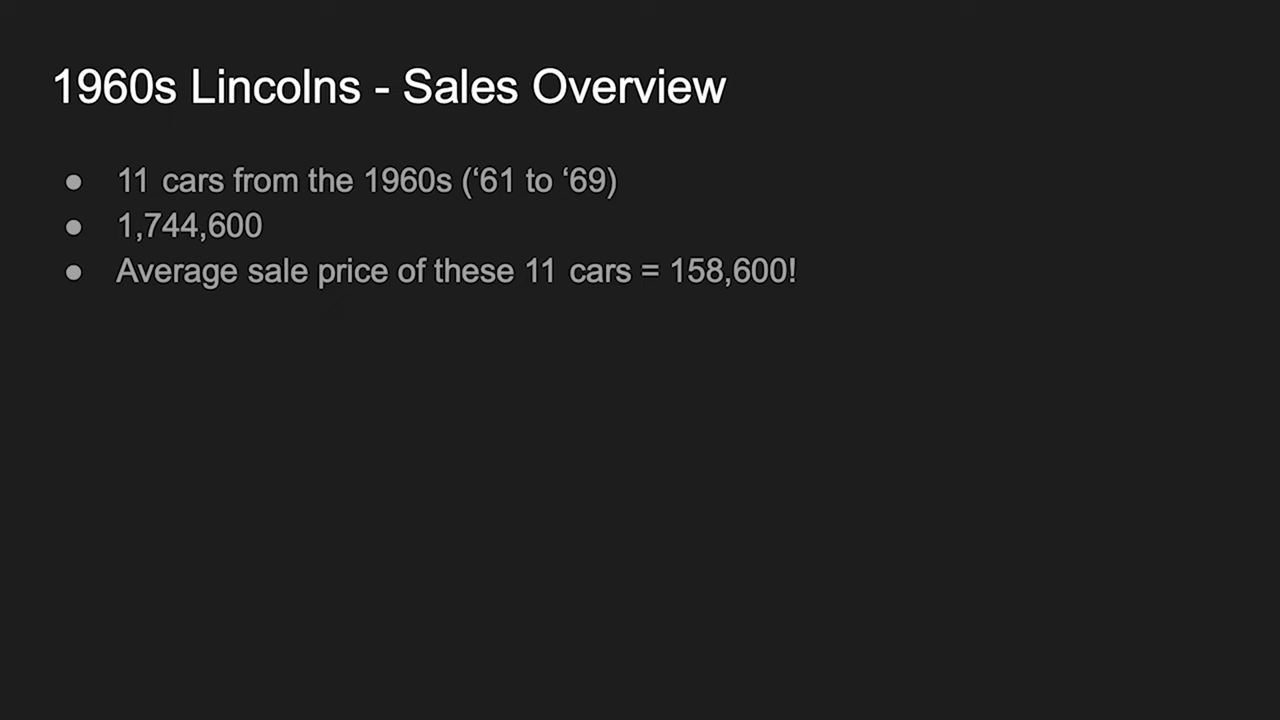 1960s Lincolns - Sales Overview
● 11 cars from the 1960s (‘61 to ‘69)
● 1,744,600
● Average sale price of these 11 cars = 158,600!